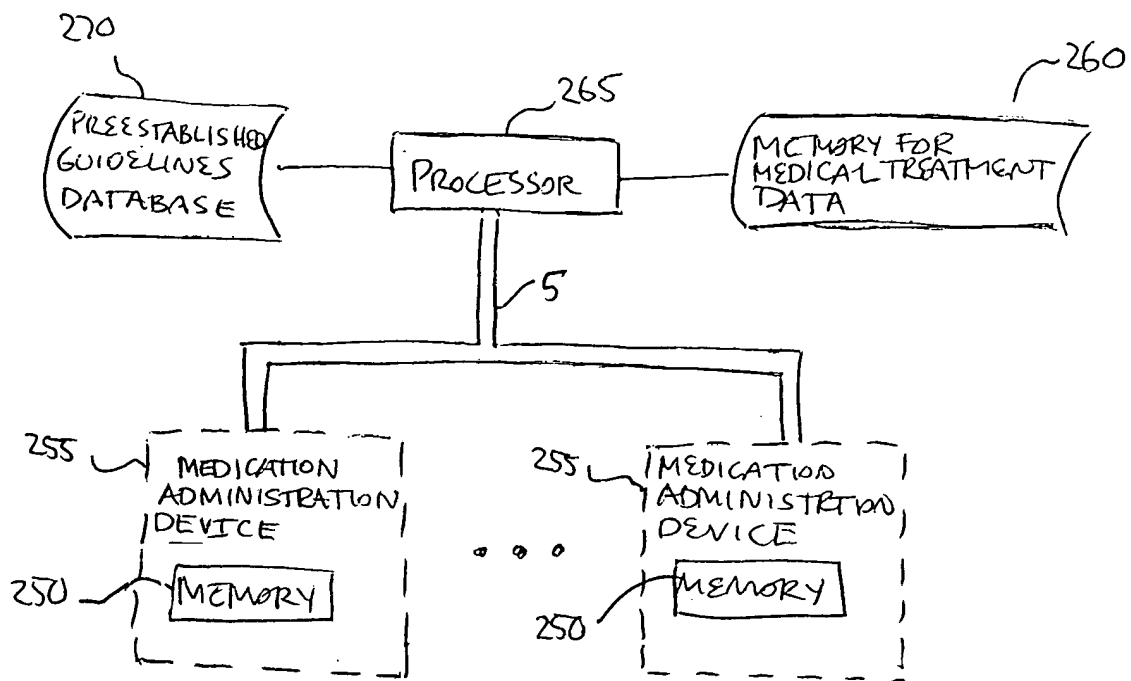 270
PREESTABLISHED
GUIDELINES
DATABASE
265
PROCESSOR
260
MEMORY FOR
MEDICAL TREATMENT
DATA
5
255
MEDICATION
ADMINISTRATION
DEVICE
250
MEMORY
255
MEDICATION
ADMINISTRTION
DEVICE
250
MEMORY